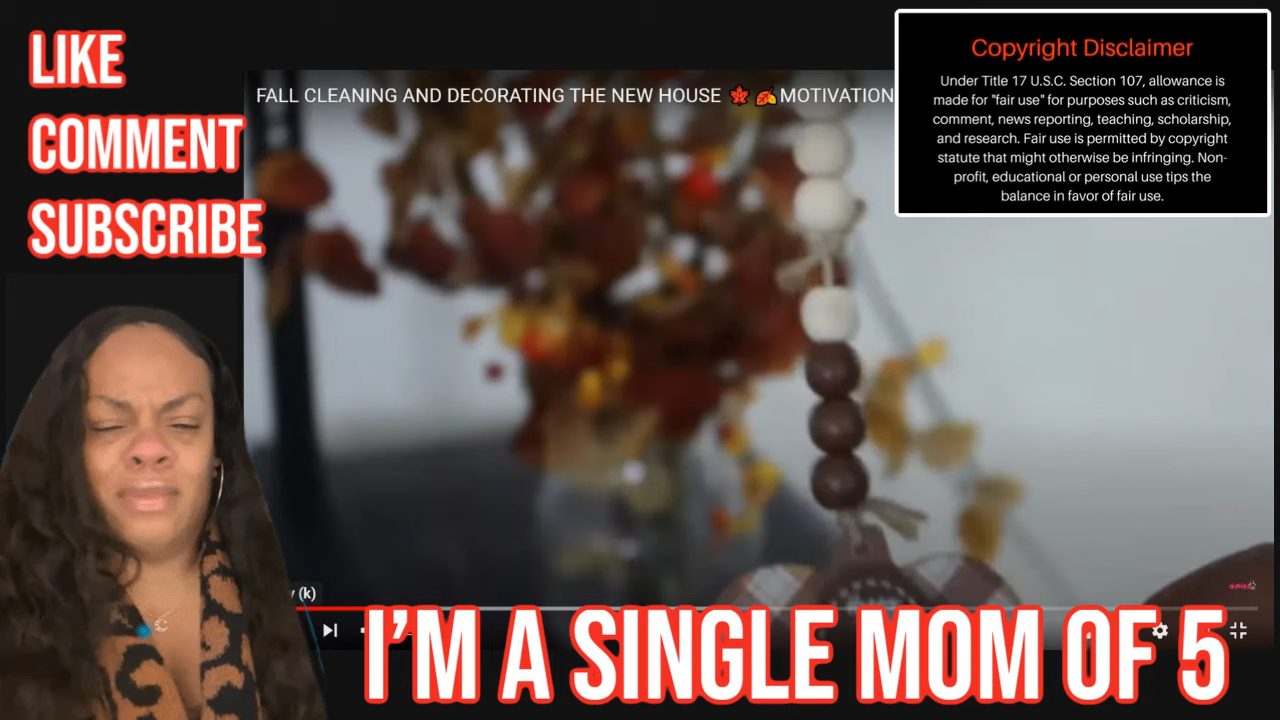 LIKE
COMMENT
SUBSCRIBE
FALL CLEANING AND DECORATING THE NEW HOUSE 🍁🍂MOTIVATION
Copyright Disclaimer
Under Title 17 U.S.C. Section 107, allowance is
made for "fair use" for purposes such as criticism,
comment, news reporting, teaching, scholarship,
and research. Fair use is permitted by copyright
statute that might otherwise be infringing. Non-
profit, educational or personal use tips the
balance in favor of fair use.
(k)
I'M A SINGLE MOM OF 5